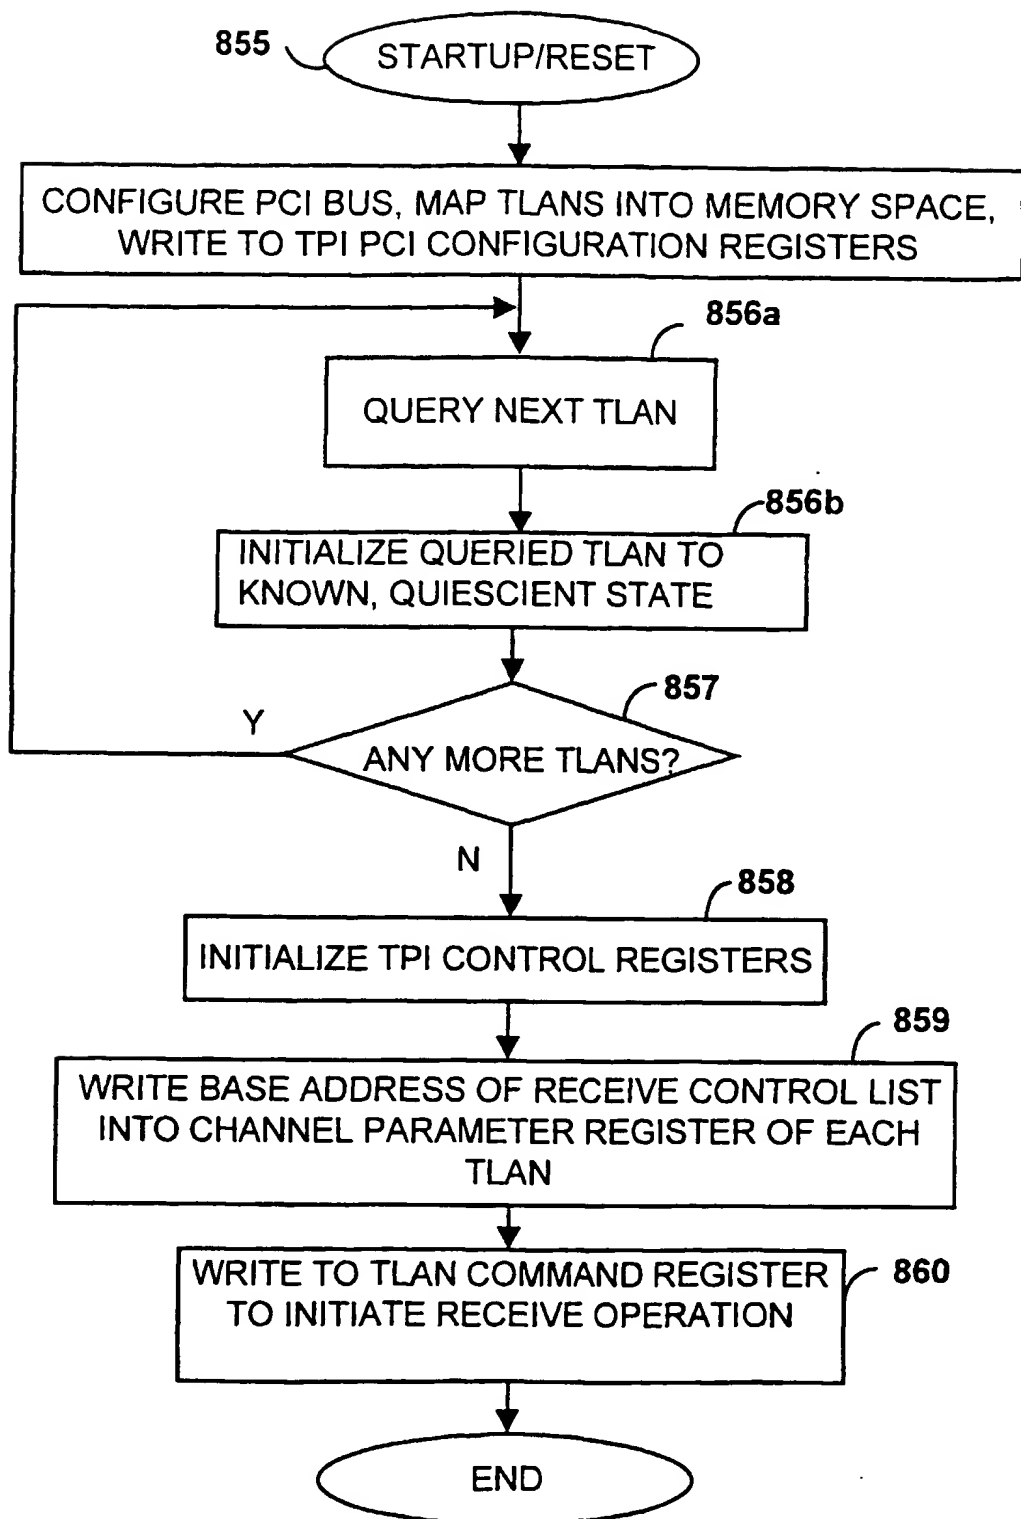 855
STARTUP/RESET
CONFIGURE PCI BUS, MAP TLANS INTO MEMORY SPACE,
WRITE TO TPI PCI CONFIGURATION REGISTERS
856a
QUERY NEXT TLAN
856b
INITIALIZE QUERIED TLAN TO
KNOWN, QUIESCIENT STATE
857
Y
ANY MORE TLANS?
N
858
INITIALIZE TPI CONTROL REGISTERS
859
WRITE BASE ADDRESS OF RECEIVE CONTROL LIST
INTO CHANNEL PARAMETER REGISTER OF EACH
TLAN
WRITE TO TLAN COMMAND REGISTER
860
TO INITIATE RECEIVE OPERATION
END